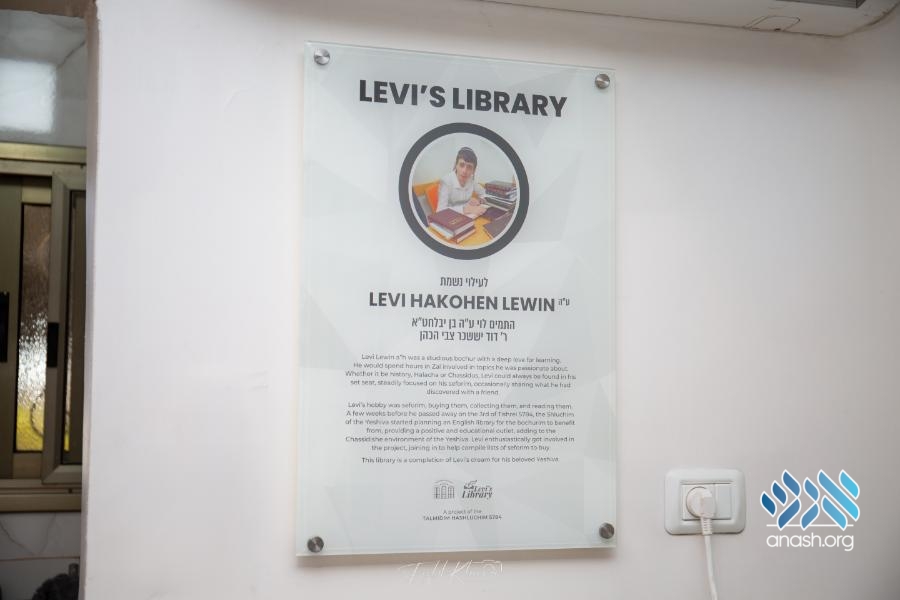 LEVI'S LIBRARY
לעילוי נשמת
LEVI HAKOHEN LEWIN ע"ה
התמים לוי ע"ה בן יבלחט"א
ר' דוד יששכר צבי הכהן
Levi Lewin a"h was a studious bochur with a deep love for learning.
He would spend hours in Zal involved in topics he was passionate about.
Whether it be history, Halacha or Chassidus, Levi could always be found in his
set seat, steadily focused on his seforim, occasionally sharing what he had
discovered with a friend.
Levi's hobby was seforim, buying them, collecting them, and reading them.
A few weeks before he passed away on the 3rd of Tishrei 5784, the Shluchim
of the Yeshiva started planning an English library for the bochurim to benefit
from, providing a positive and educational outlet, adding to the
Chassidishe environment of the Yeshiva. Levi enthusiastically got involved in
the project, joining in to help compile lists of seforim to buy.
This library is a completion of Levi's dream for his beloved Yeshiva.
Levi's
Library
A project of the
TALMIDIM HASHLUCHIM 5784
אנש
anash.org